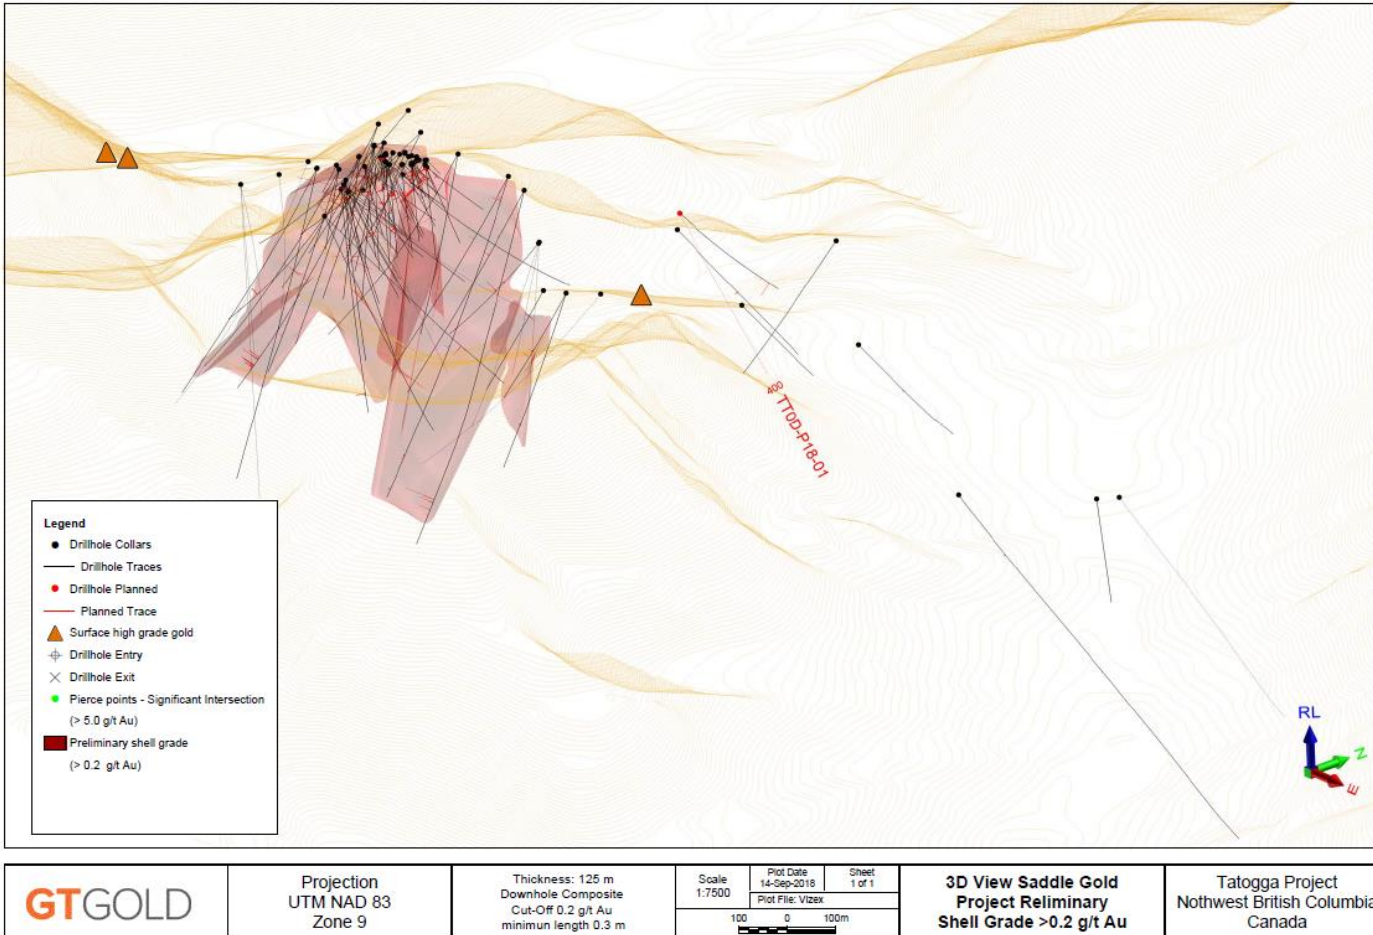 400 TTOD-P18-01
Legend
Drillhole Collars
Drillhole Traces
Drillhole Planned
Planned Trace
Surface high grade gold
Drillhole Entry
Drillhole Exit
Pierce points - Significant Intersection
(> 5.0 g/t Au)
Preliminary shell grade
(> 0.2 g/t Au)
RL
N
E
GTGOLD
Projection
UTM NAD 83
Zone 9
Thickness: 125 m
Downhole Composite
Cut-Off 0.2 g/t Au
minimun length 0.3 m
Scale
1:7500
Plot Date
14-Sep-2018
Sheet
1 of 1
Plot File: Vizex
100 0 100m
3D View Saddle Gold
Project Reliminary
Shell Grade >0.2 g/t Au
Tatogga Project
Nothwest British Columbia
Canada